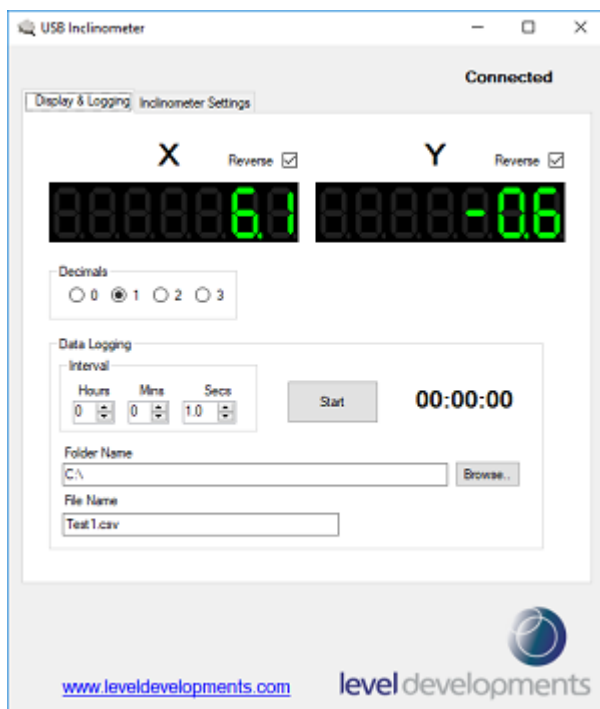 USB Inclinometer
Connected
Display & Logging Inclinometer Settings
X Reverse Y Reverse
6.1 -0.6
Decimals
0 1 2 3
Data Logging
Interval
Hours Mins Secs
0 0 1.0 Start 00:00:00
Folder Name
C:\ Browse..
File Name
Test1.csv
www.leveldevelopments.com level developments